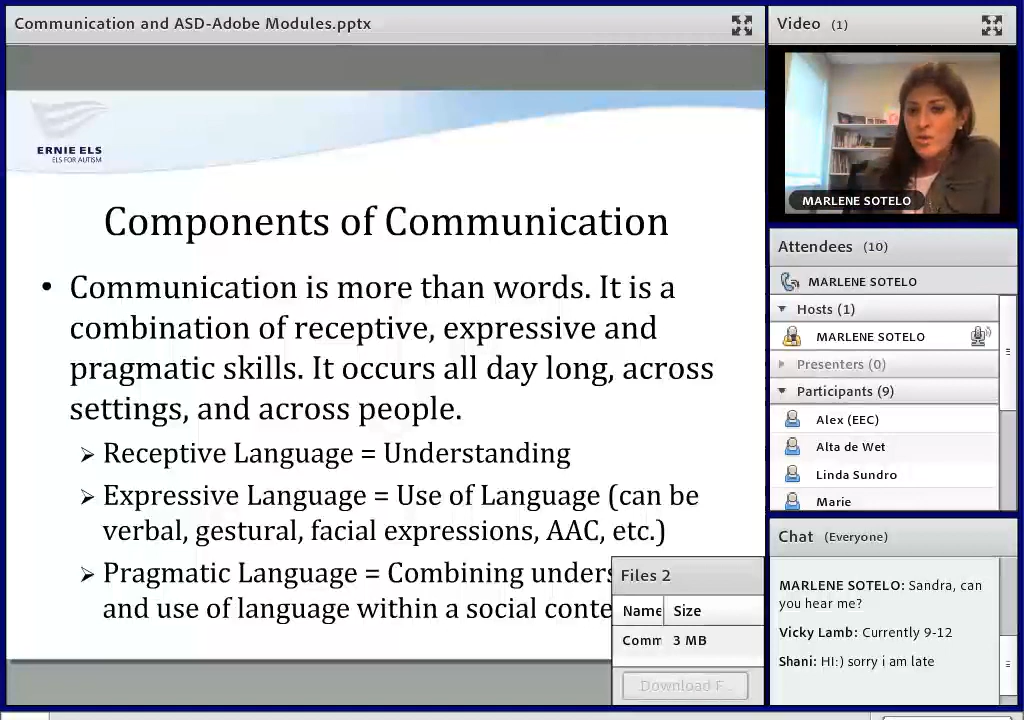 Communication and ASD-Adobe Modules.pptx
ERNIE ELS
ELS FOR AUTISM
Components of Communication
• Communication is more than words. It is a
combination of receptive, expressive and
pragmatic skills. It occurs all day long, across
settings, and across people.
➢ Receptive Language = Understanding
➢ Expressive Language = Use of Language (can be
verbal, gestural, facial expressions, AAC, etc.)
➢ Pragmatic Language = Combining unders
and use of language within a social conte
Files 2
Name Size
Comm 3 MB
Download F...
Video (1)
MARLENE SOTELO
Attendees (10)
MARLENE SOTELO
Hosts (1)
MARLENE SOTELO
Presenters (0)
Participants (9)
Alex (EEC)
Alta de Wet
Linda Sundro
Marie
Chat (Everyone)
MARLENE SOTELO: Sandra, can
you hear me?
Vicky Lamb: Currently 9-12
Shani: HI:) sorry i am late